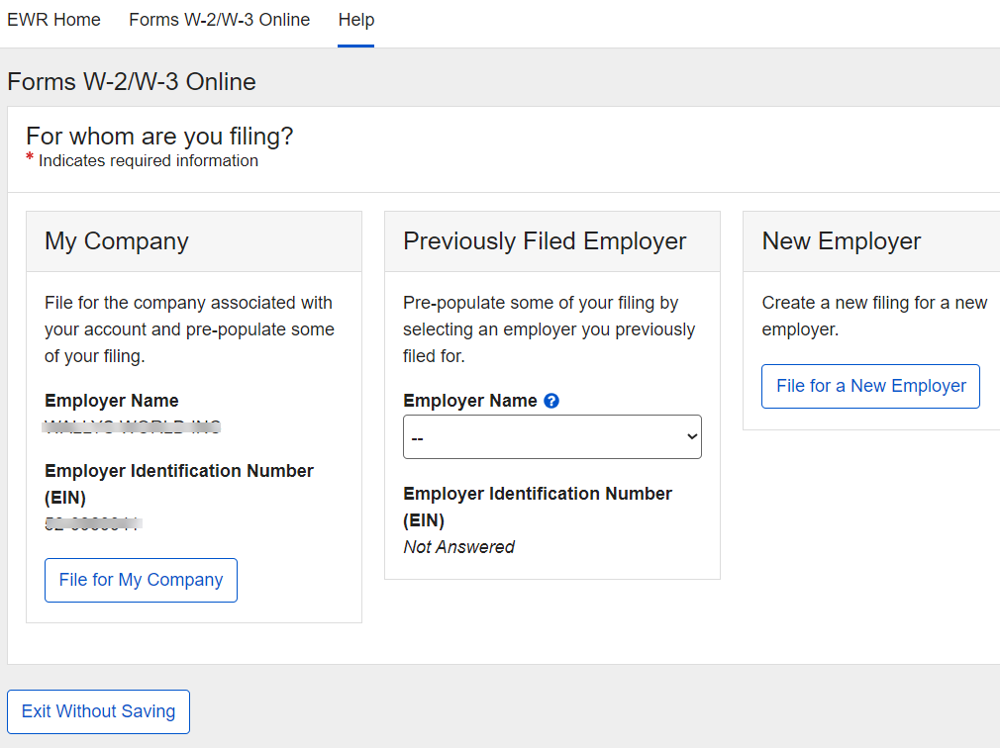 EWR Home Forms W-2/W-3 Online Help
Forms W-2/W-3 Online
For whom are you filing?
* Indicates required information
My Company
File for the company associated with
your account and pre-populate some
of your filing.
Employer Name
Employer Identification Number
(EIN)
File for My Company
Previously Filed Employer
Pre-populate some of your filing by
selecting an employer you previously
filed for.
Employer Name ?
--
Employer Identification Number
(EIN)
Not Answered
New Employer
Create a new filing for a new
employer.
File for a New Employer
Exit Without Saving